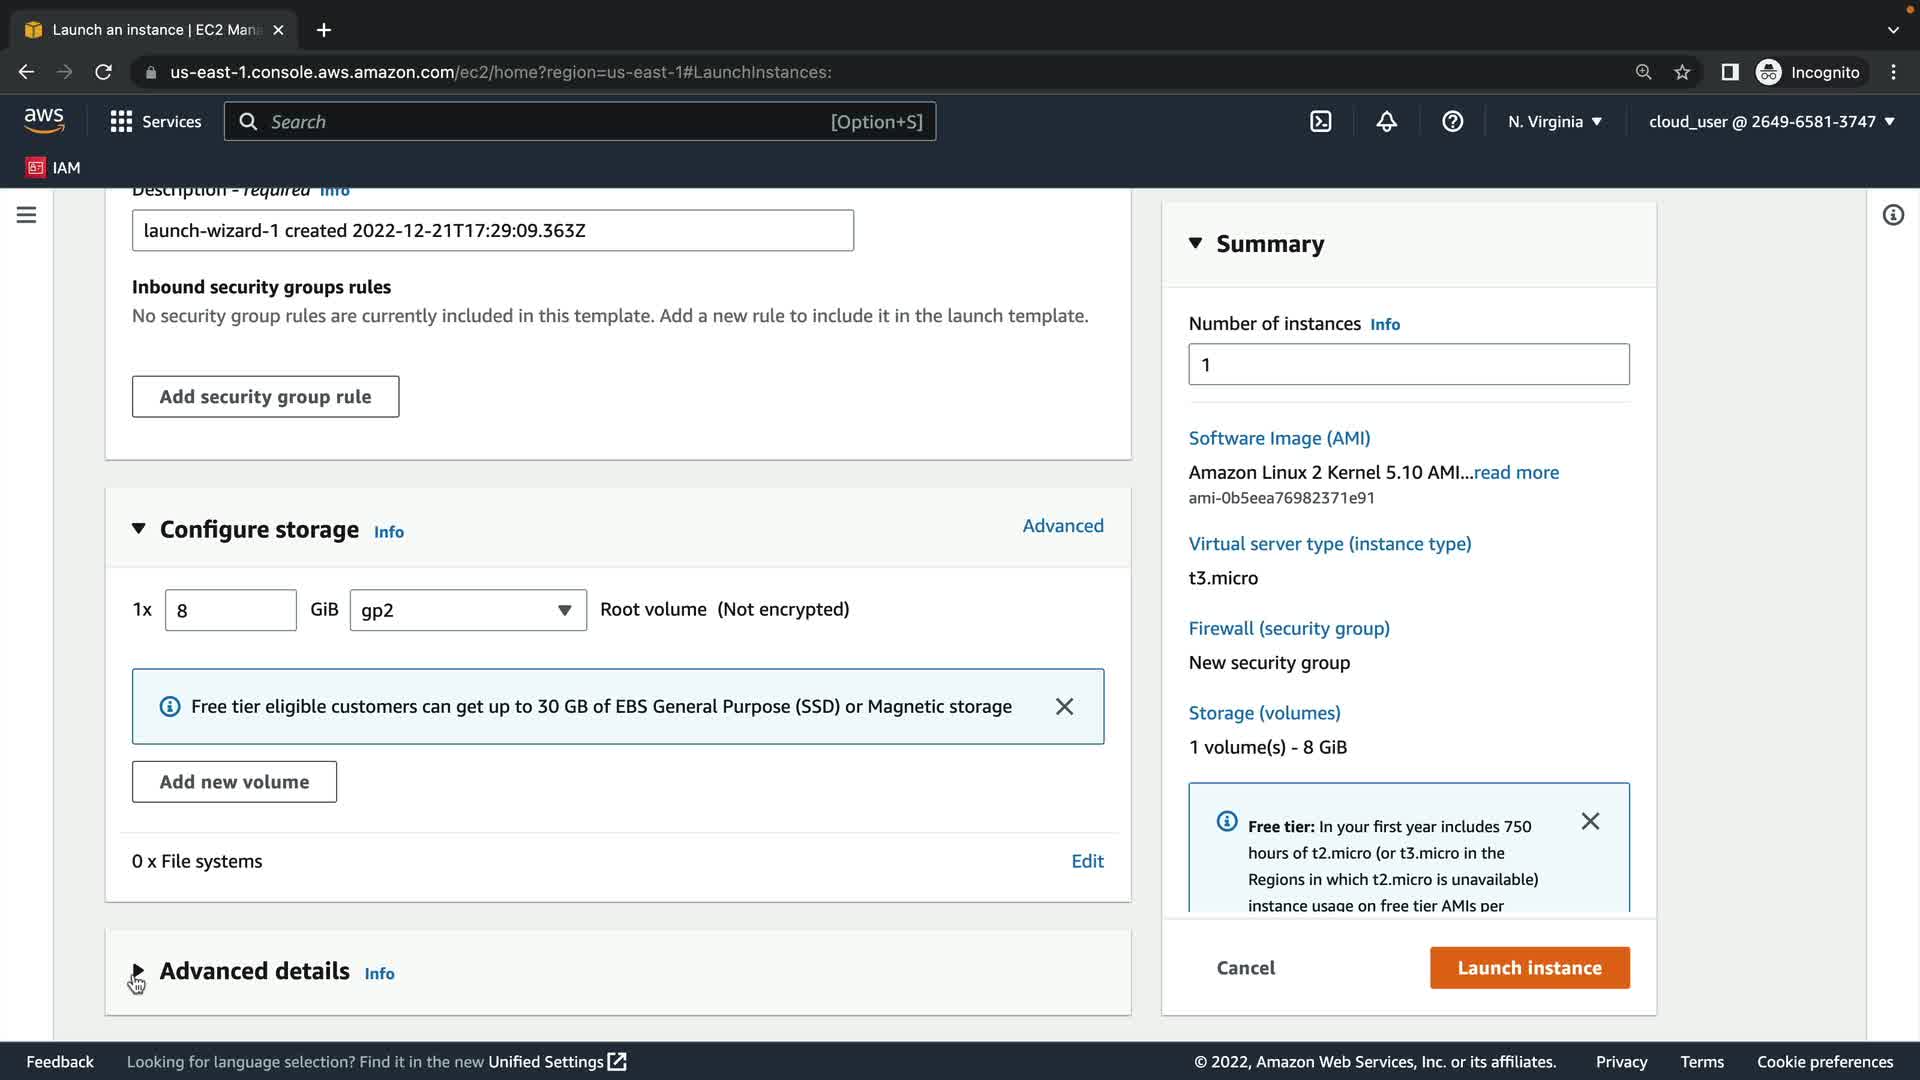 Launch an instance | EC2 Mana
us-east-1.console.aws.amazon.com/ec2/home?region=us-east-1#LaunchInstances:
Incognito
aws
Services
Search
[Option+S]
N. Virginia
cloud_user @ 2649-6581-3747
IAM
Description - required Info
launch-wizard-1 created 2022-12-21T17:29:09.363Z
Inbound security groups rules
No security group rules are currently included in this template. Add a new rule to include it in the launch template.
Add security group rule
Configure storage Info
Advanced
1x 8 GiB gp2 Root volume (Not encrypted)
Free tier eligible customers can get up to 30 GB of EBS General Purpose (SSD) or Magnetic storage
Add new volume
0 x File systems
Edit
Advanced details Info
Summary
Number of instances Info
1
Software Image (AMI)
Amazon Linux 2 Kernel 5.10 AMI...read more
ami-0b5eea76982371e91
Virtual server type (instance type)
t3.micro
Firewall (security group)
New security group
Storage (volumes)
1 volume(s) - 8 GiB
Free tier: In your first year includes 750
hours of t2.micro (or t3.micro in the
Regions in which t2.micro is unavailable)
instance usage on free tier AMIs per
Cancel
Launch instance
Feedback
Looking for language selection? Find it in the new Unified Settings
© 2022, Amazon Web Services, Inc. or its affiliates.
Privacy
Terms
Cookie preferences